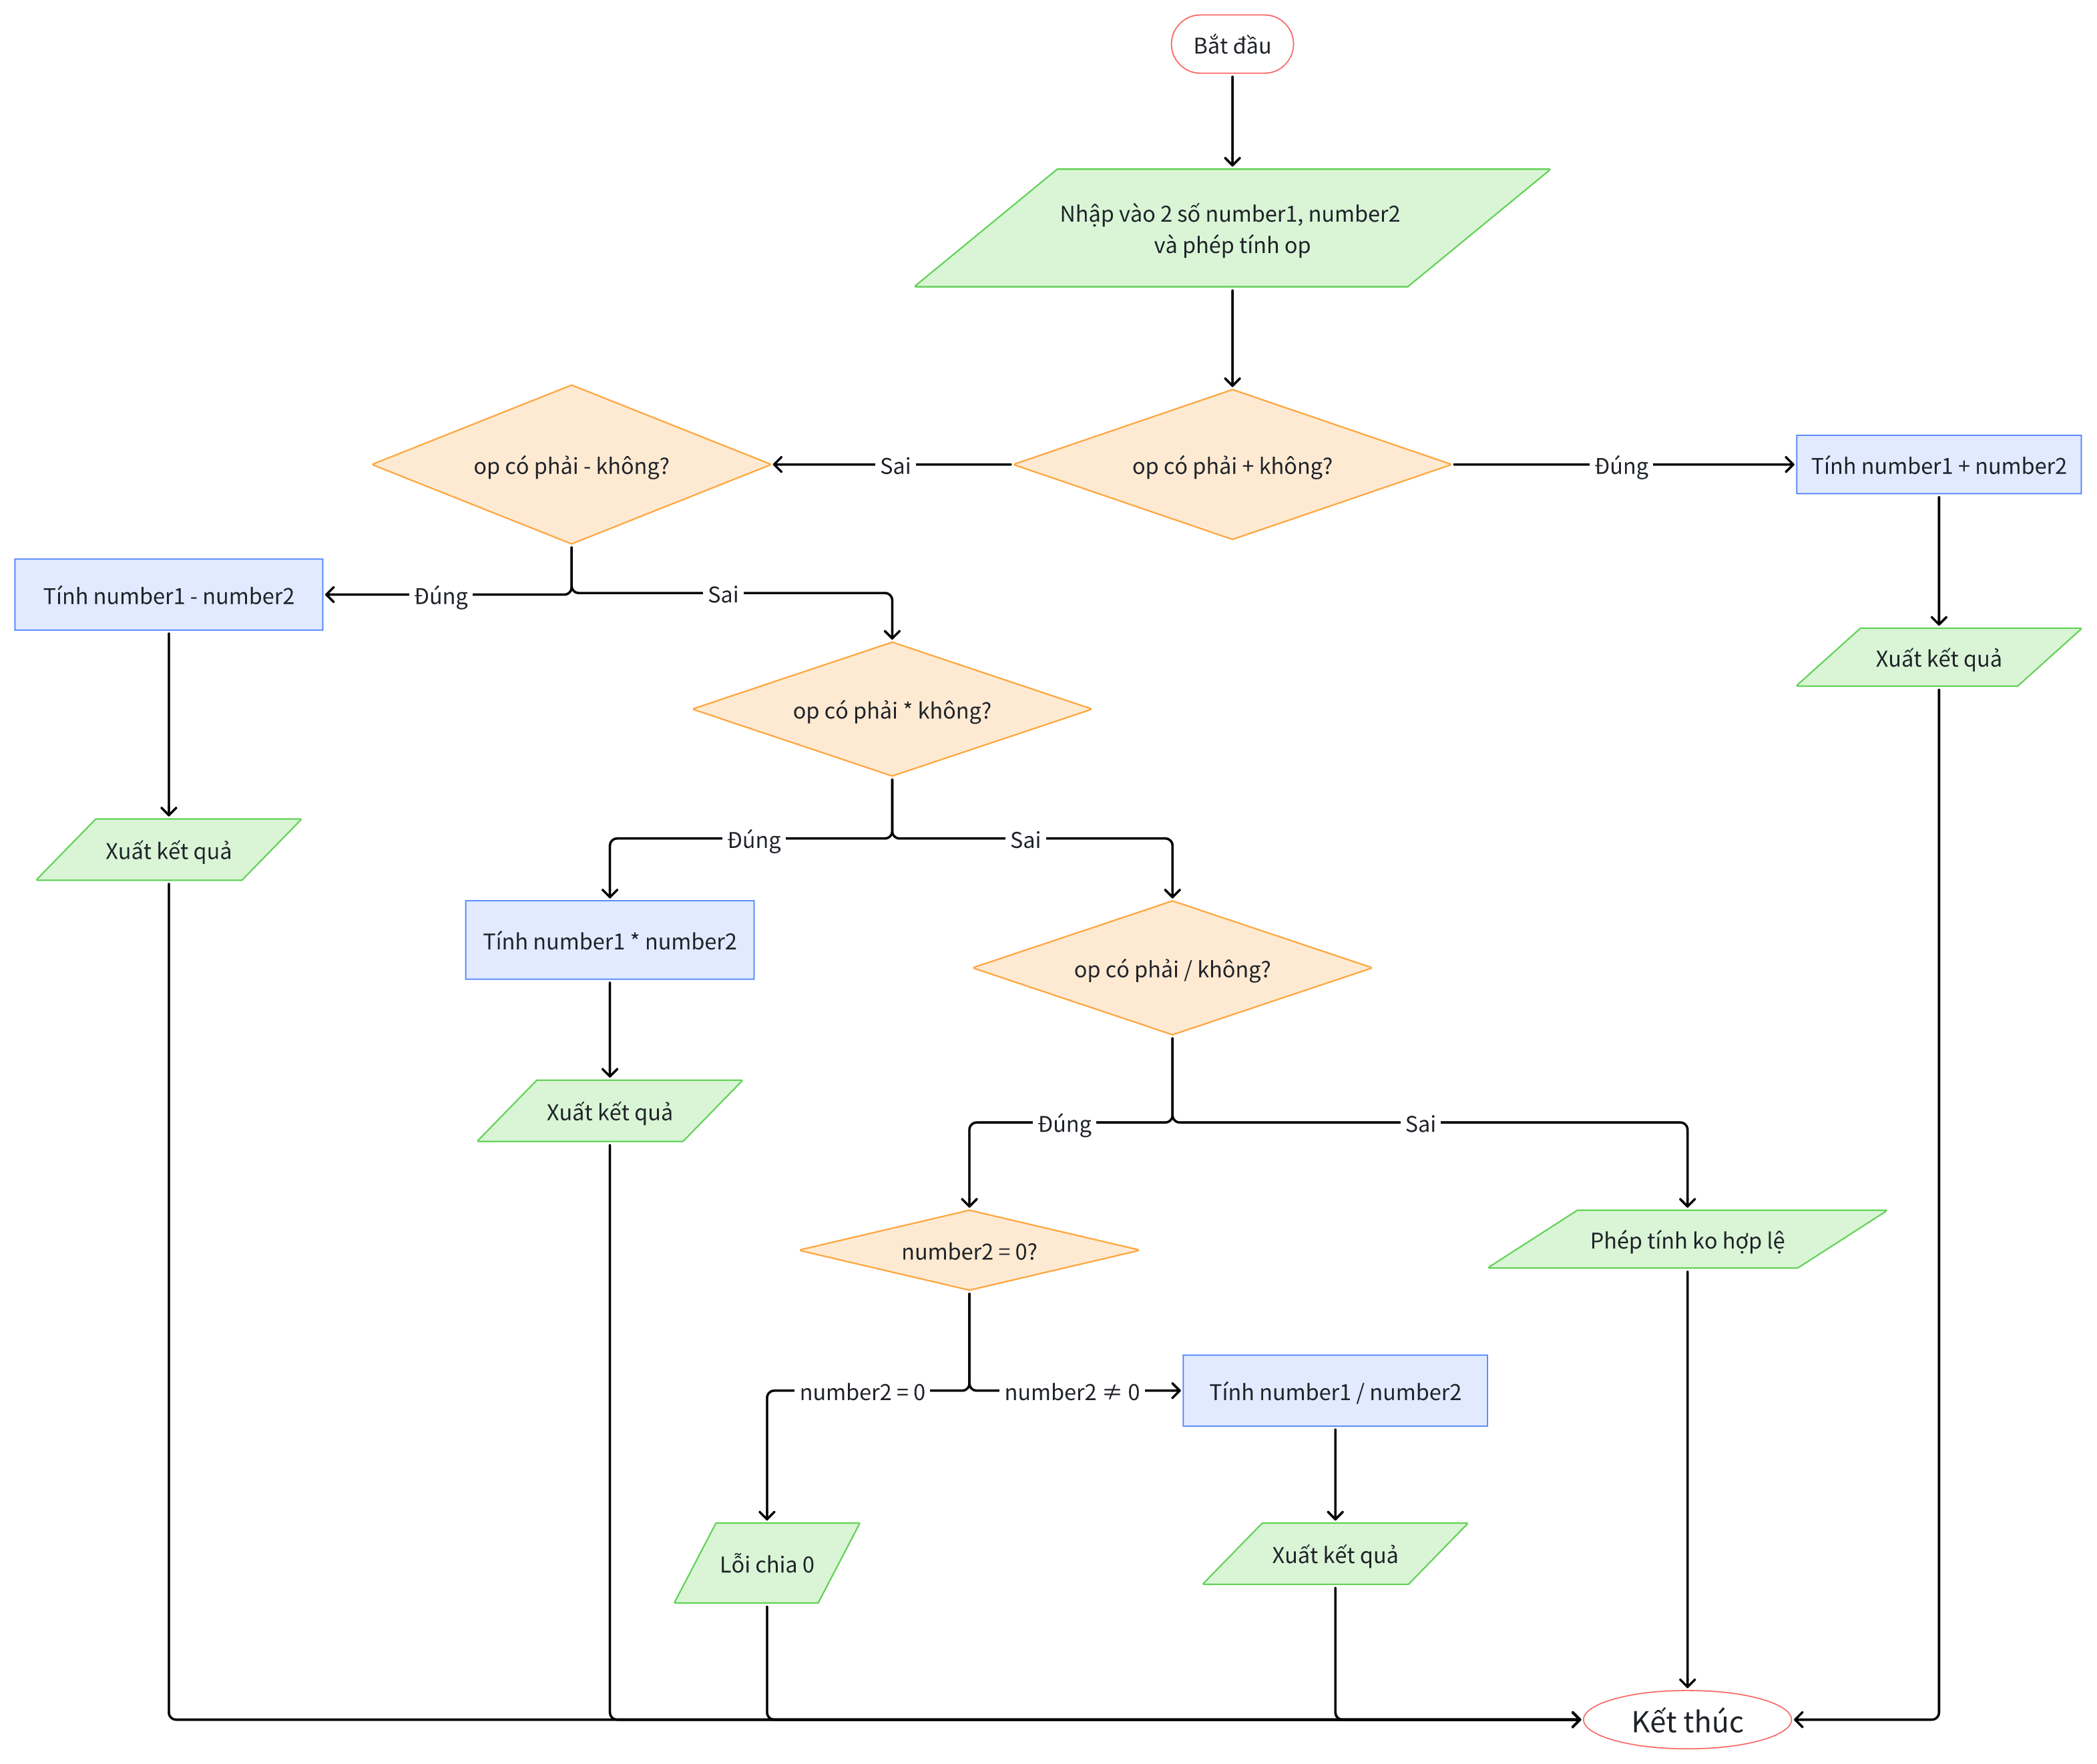 Bắt đầu
Nhập vào 2 số number1, number2
và phép tính op
op có phải - không?
Sai
op có phải + không?
Đúng
Tính number1 + number2
Tính number1 - number2
Đúng
Sai
Xuất kết quả
op có phải * không?
Đúng
Sai
Xuất kết quả
Tính number1 * number2
op có phải / không?
Xuất kết quả
Đúng
Sai
number2 = 0?
Phép tính ko hợp lệ
number2 = 0
number2 ≠ 0
Tính number1 / number2
Lỗi chia 0
Xuất kết quả
Kết thúc